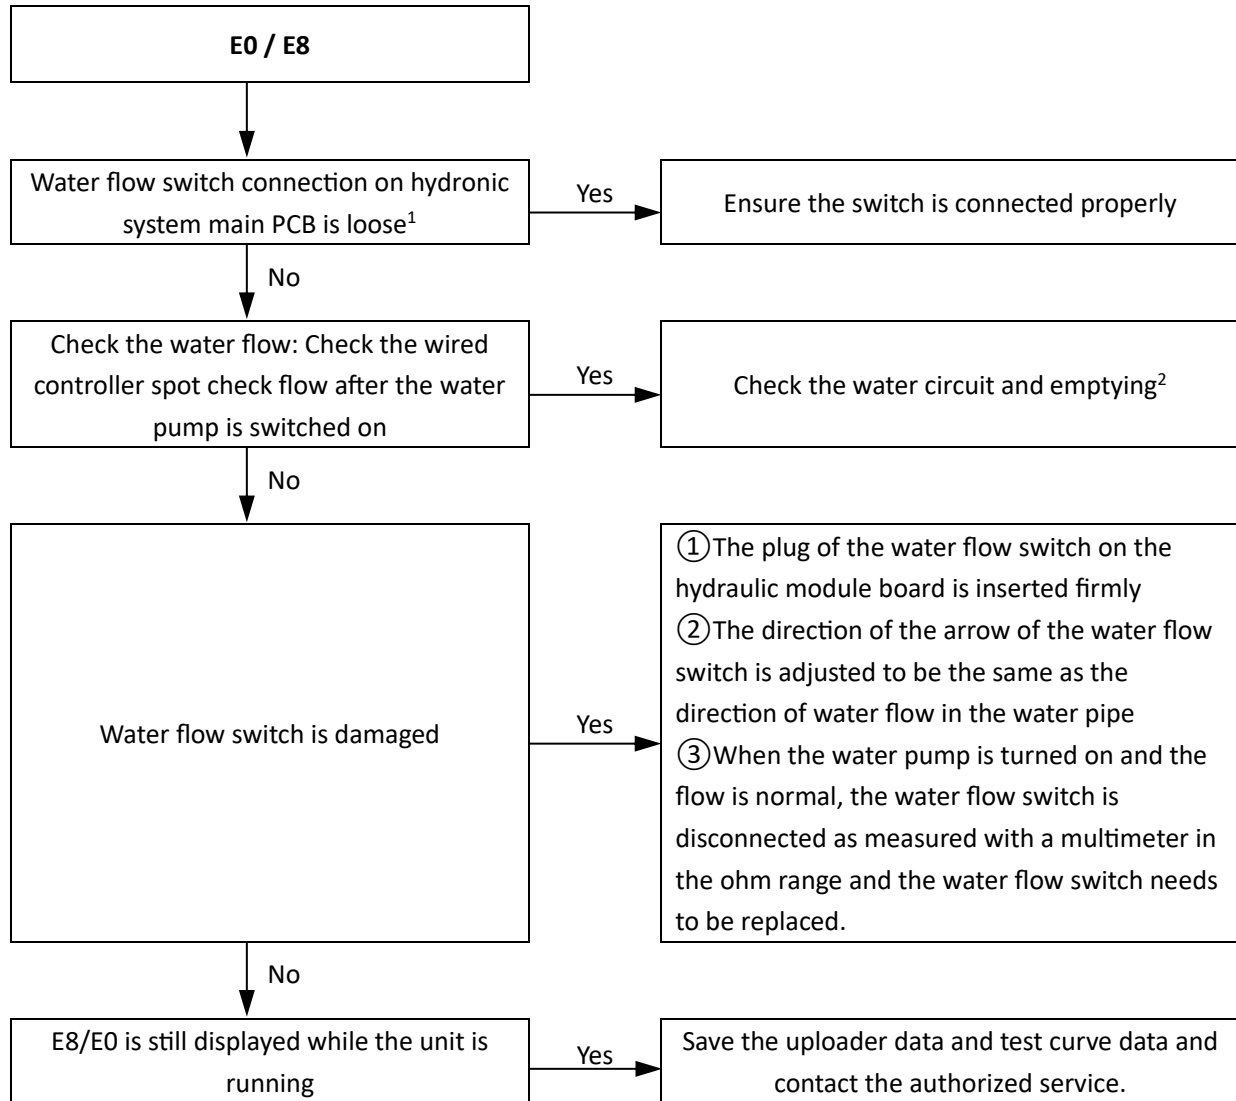 E0 / E8
Water flow switch connection on hydronic
system main PCB is loose¹
Yes
Ensure the switch is connected properly
No
Check the water flow: Check the wired
controller spot check flow after the water
pump is switched on
Yes
Check the water circuit and emptying²
No
Water flow switch is damaged
Yes
①The plug of the water flow switch on the
hydraulic module board is inserted firmly
②The direction of the arrow of the water flow
switch is adjusted to be the same as the
direction of water flow in the water pipe
③When the water pump is turned on and the
flow is normal, the water flow switch is
disconnected as measured with a multimeter in
the ohm range and the water flow switch needs
to be replaced.
No
E8/E0 is still displayed while the unit is
running
Yes
Save the uploader data and test curve data and
contact the authorized service.